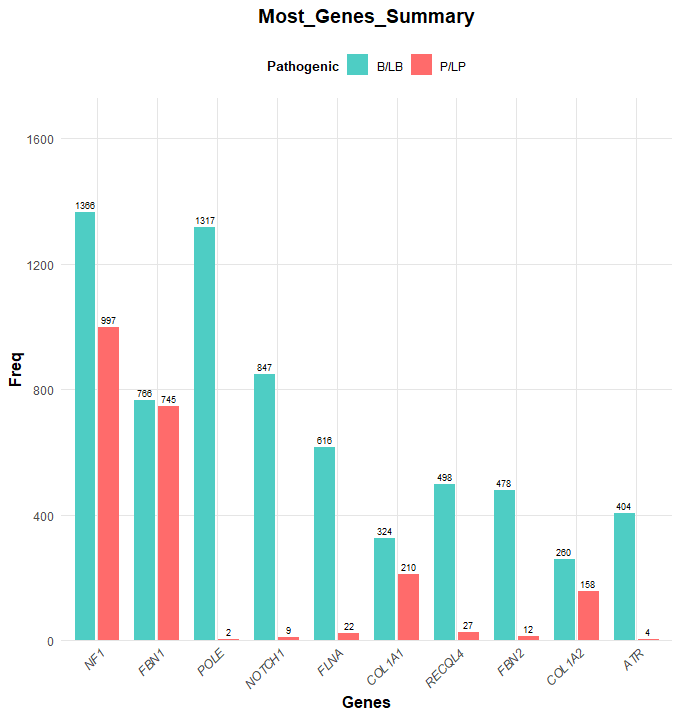 Most_Genes_Summary
Pathogenic B/LB P/LP
1600
1200
800
400
0
Freq
1366
997
766
745
1317
2
847
9
616
22
324
210
498
27
478
12
260
158
404
4
NF1
FBN1
POLE
NOTCH1
FLNA
COL1A1
RECQL4
FBN2
COL1A2
ATR
Genes